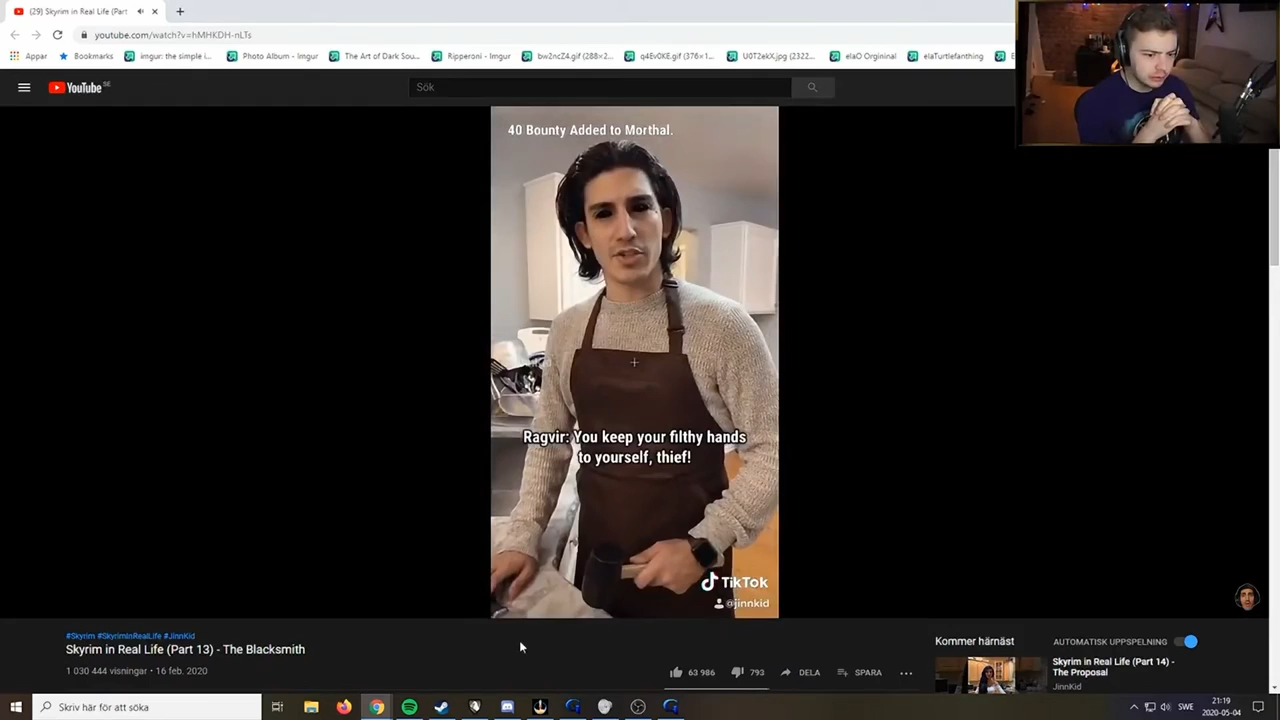 (29) Skyrim in Real Life (Part
youtube.com/watch?v=hMHKDH-nLTs
Appar
Bookmarks
imgur: the simple i...
Photo Album - Imgur
The Art of Dark Sou...
Ripperoni - Imgur
bw2ncZ4.gif (288×2...
q4Ev0KE.gif (376×1...
U0T2ekX.jpg (2322...
elaO Orgininal
elaTurtlefanthing
YouTube SE
Sök
40 Bounty Added to Morthal.
Ragvir: You keep your filthy hands
to yourself, thief!
TikTok
@jinnkid
#Skyrim #SkyrimInRealLife #JinnKid
Skyrim in Real Life (Part 13) - The Blacksmith
1 030 444 visningar • 16 feb. 2020
63 986
793
DELA
SPARA
Kommer härnäst
AUTOMATISK UPPSPELNING
Skyrim in Real Life (Part 14) -
The Proposal
JinnKid
Skriv här för att söka
SWE
21:19
2020-05-04